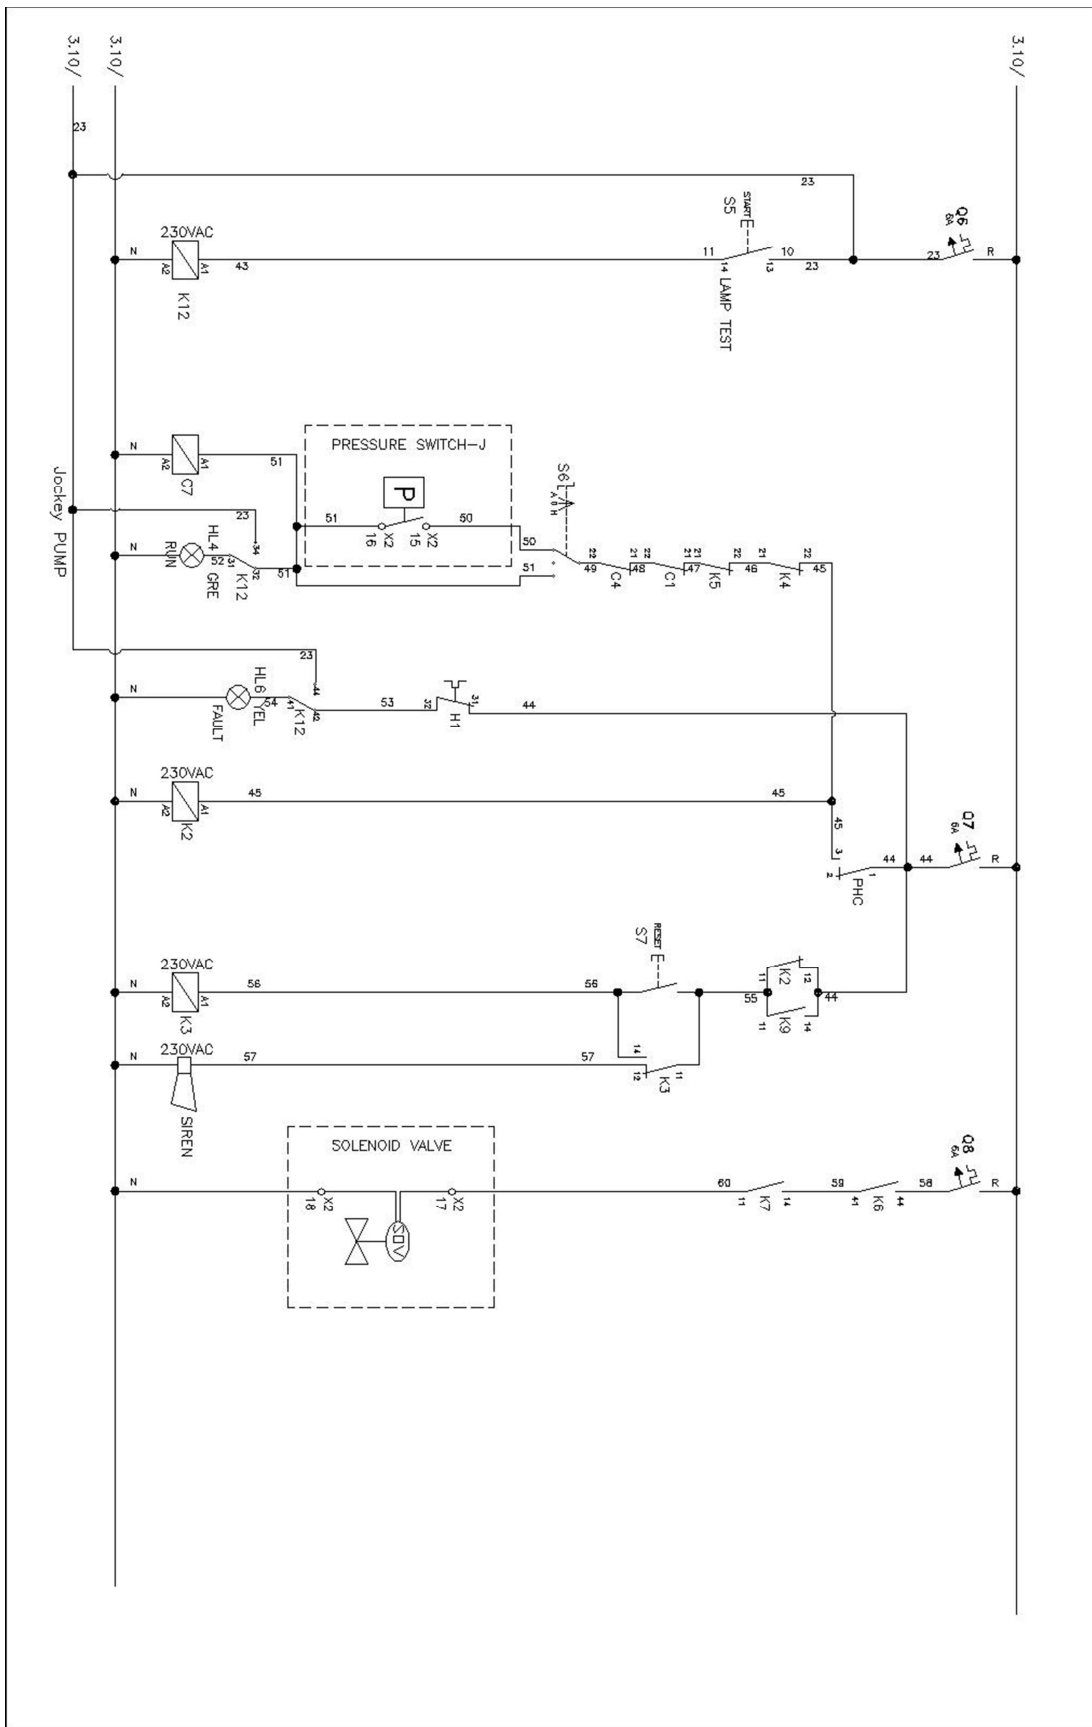 3.10/
3.10/
3.10/
23
23
START
S5
Q6
6A
230VAC
N
A2
A1
43
11
14
13
10
23
23
R
K12
LAMP TEST
PRESSURE SWITCH-J
N
A2
A1
51
C7
P
S6
L
A 0 H
Jockey PUMP
23
34
51
16
X2
15
X2
50
50
N
RUN
HL4
52
GRE
31
32
K12
51
51
49
22
C4
21
48
22
C1
21
47
21
K5
22
46
21
K4
22
45
23
44
N
HL6
54
YEL
FAULT
41
42
K12
53
32
31
H1
44
230VAC
N
A2
A1
K2
45
45
45
3
2
1
PHC
44
44
Q7
6A
R
RESET
S7
230VAC
N
A2
A1
K3
56
56
55
11
K2
12
44
11
K9
14
230VAC
N
57
57
14
12
11
K3
SIREN
SOLENOID VALVE
Q8
6A
N
18
X2
17
X2
SOV
60
11
K7
14
59
41
K6
44
58
R